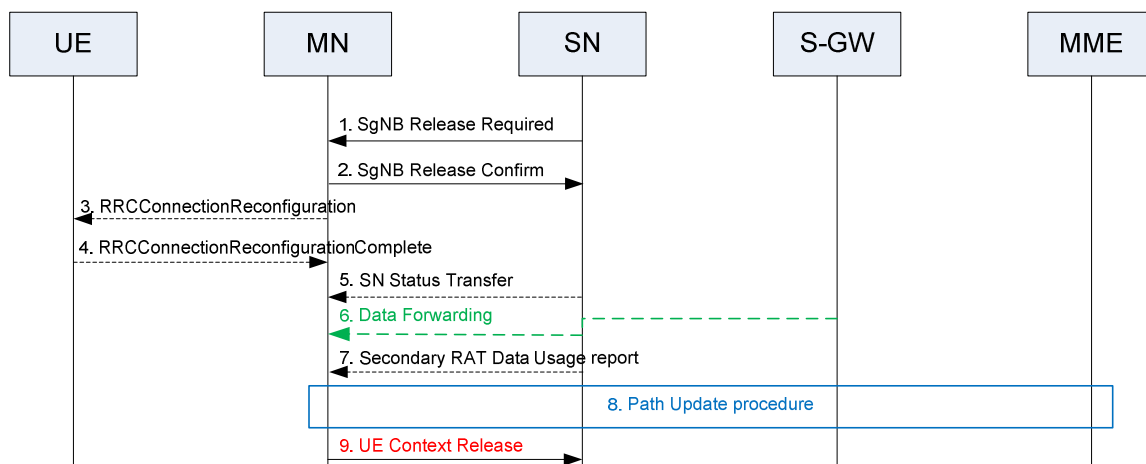 UE
MN
SN
S-GW
MME
1. SgNB Release Required
2. SgNB Release Confirm
3. RRCConnectionReconfiguration
4. RRCConnectionReconfigurationComplete
5. SN Status Transfer
6. Data Forwarding
7. Secondary RAT Data Usage report
8. Path Update procedure
9. UE Context Release